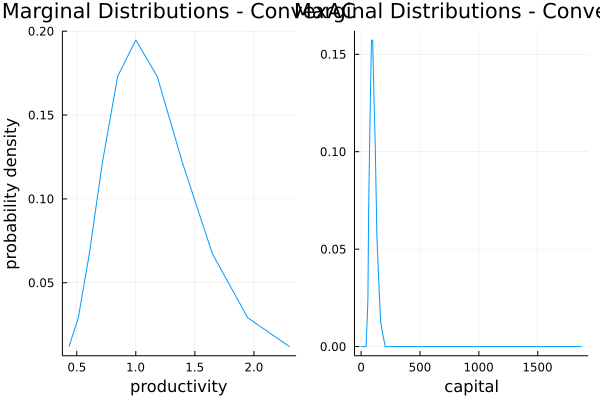 Marginal Distributions - ConvexAC
Marginal Distributions - Conve
probability density
0.20
0.15
0.10
0.05
0.5 1.0 1.5 2.0
productivity
0.15
0.10
0.05
0.00
0 500 1000 1500
capital